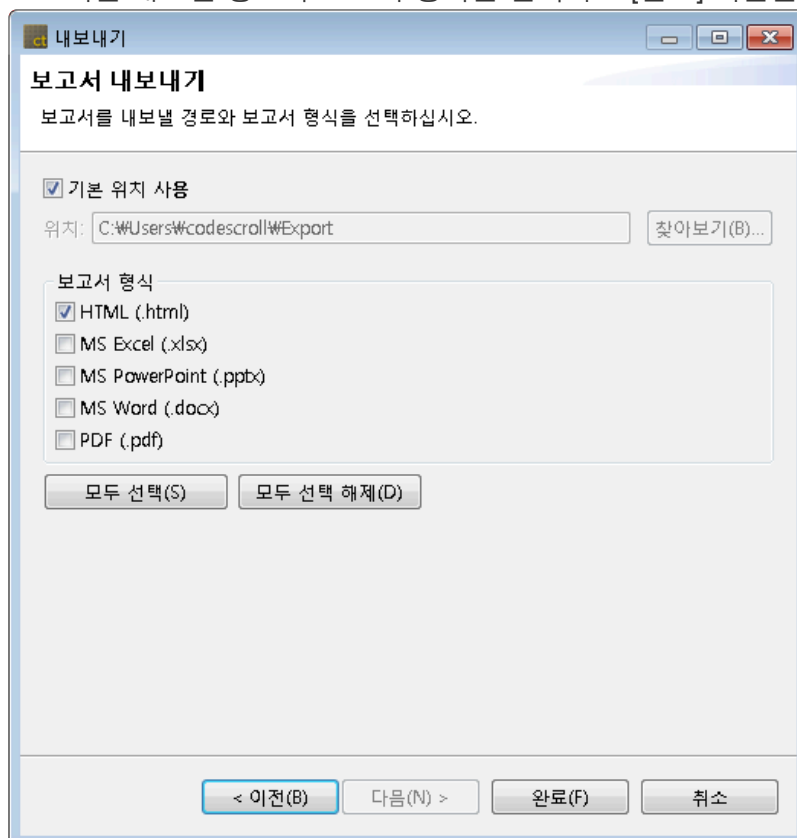 ct 내보내기
보고서 내보내기
보고서를 내보낼 경로와 보고서 형식을 선택하십시오.
기본 위치 사용
위치: C:₩Users₩codescroll₩Export 찾아보기(B)...
보고서 형식
HTML (.html)
MS Excel (.xlsx)
MS PowerPoint (.pptx)
MS Word (.docx)
PDF (.pdf)
모두 선택(S) 모두 선택 해제(D)
< 이전(B) 다음(N) > 완료(F) 취소